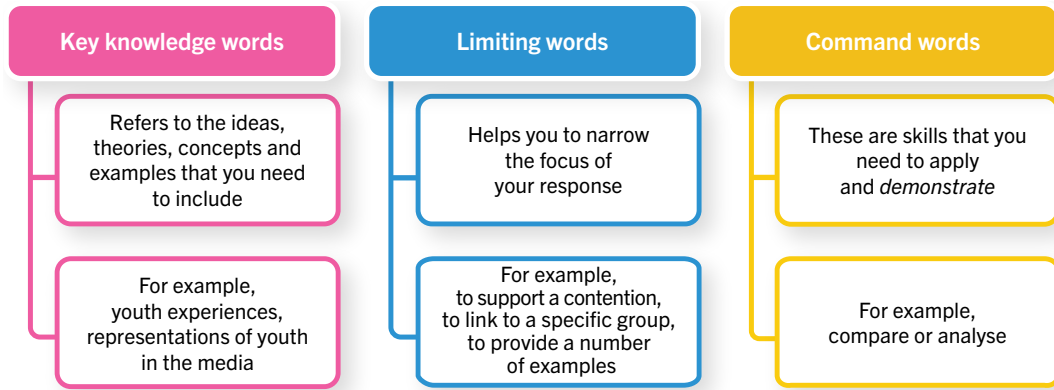 Key knowledge words
Refers to the ideas,
theories, concepts and
examples that you need
to include
For example,
youth experiences,
representations of youth
in the media
Limiting words
Helps you to narrow
the focus of
your response
For example,
to support a contention,
to link to a specific group,
to provide a number
of examples
Command words
These are skills that you
need to apply
and demonstrate
For example,
compare or analyse